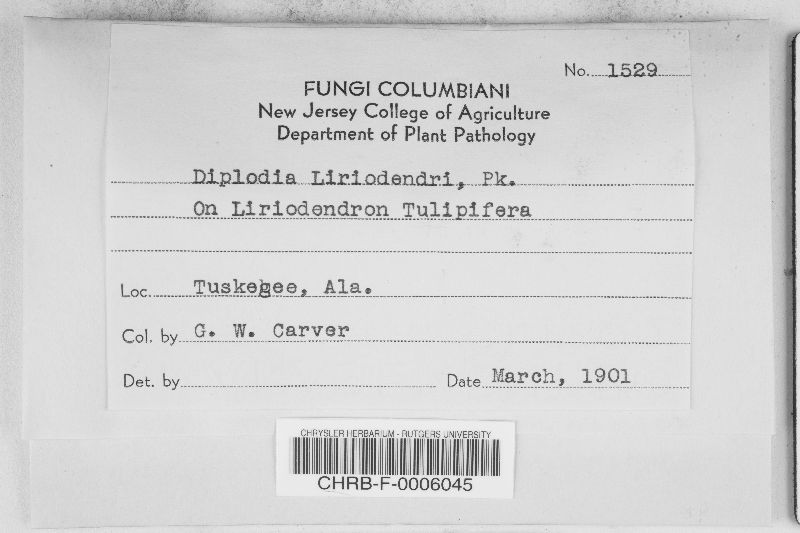 No. 1529
FUNGI COLUMBIANI
New Jersey College of Agriculture
Department of Plant Pathology
Diplodia Liriodendri, Pk.
On Liriodendron Tulipifera
Loc. Tuskegee, Ala.
Col. by G. W. Carver
Det. by Date March, 1901
CHRYSLER HERBARIUM - RUTGERS UNIVERSITY
CHRB-F-0006045